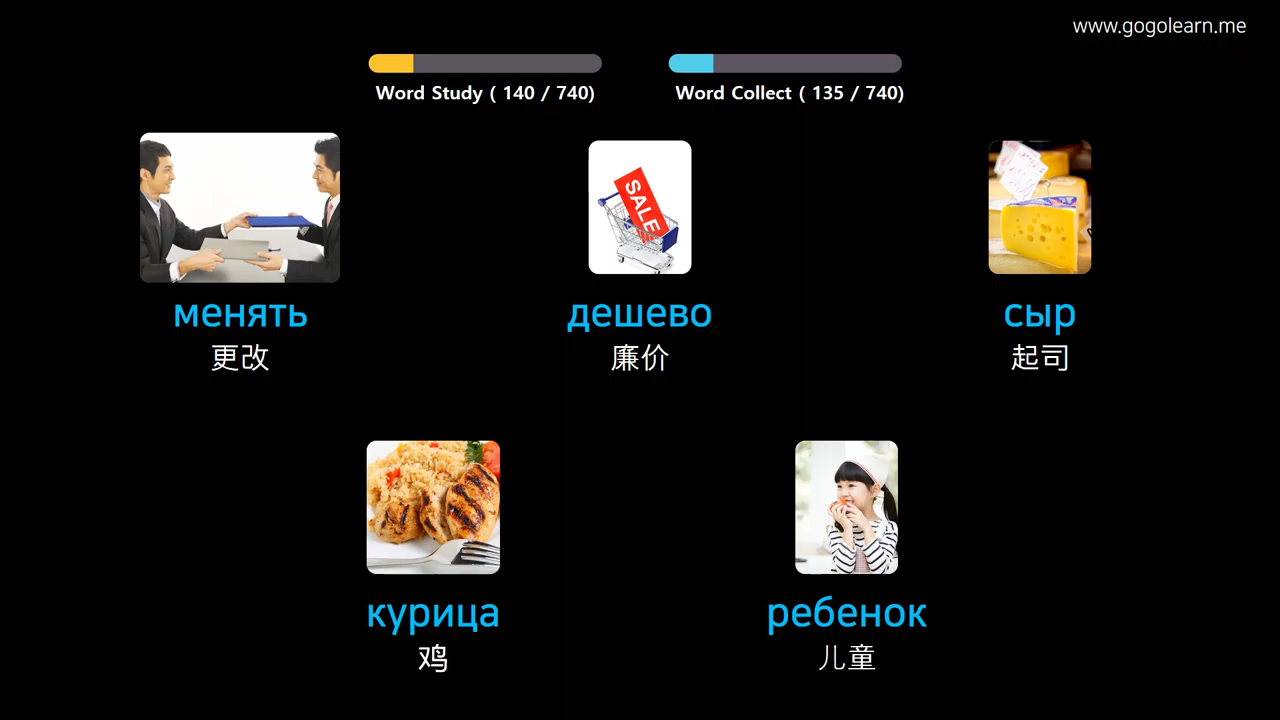 www.gogolearn.me
Word Study ( 140 / 740)
Word Collect ( 135 / 740)
SALE
менять
更改
дешево
廉价
сыр
起司
курица
鸡
ребенок
儿童